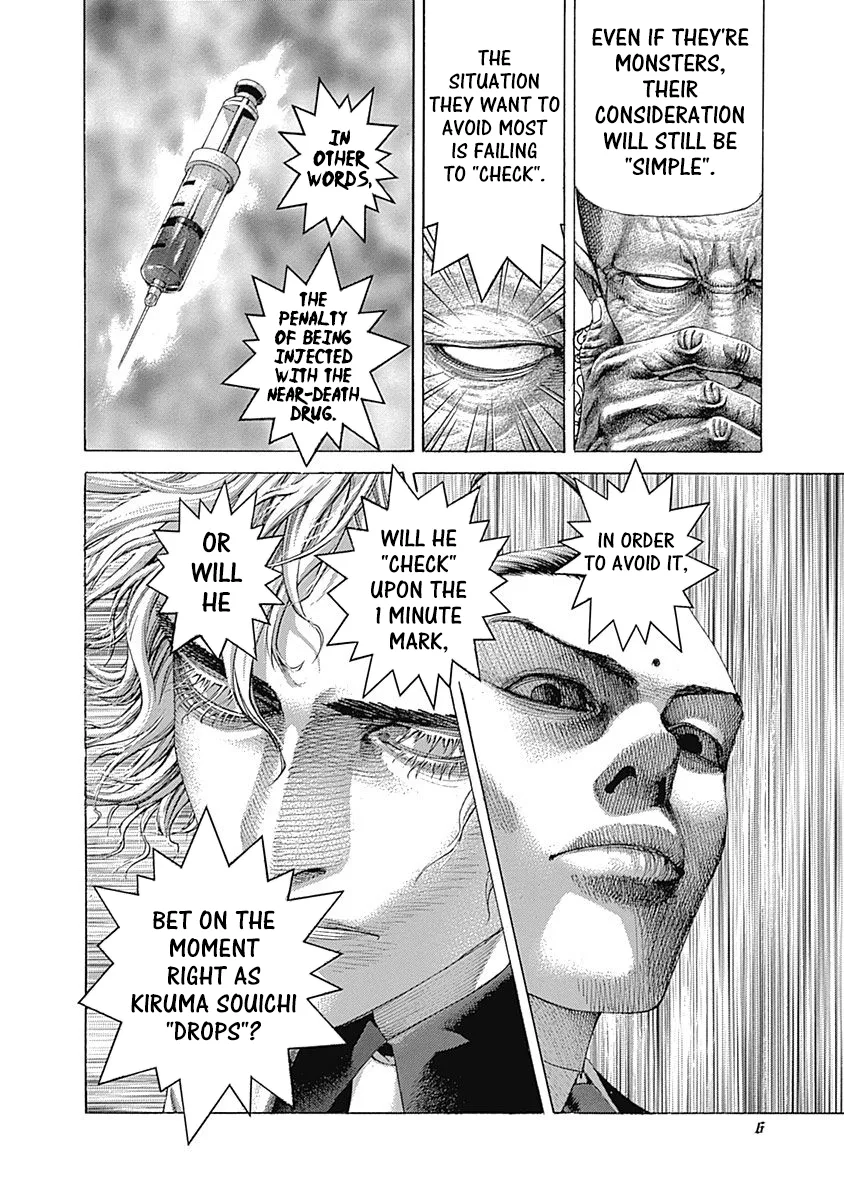 EVEN IF THEY'RE
MONSTERS,
THEIR
CONSIDERATION
WILL STILL BE
"SIMPLE".
THE
SITUATION
THEY WANT TO
AVOID MOST
IS FAILING
TO "CHECK".
IN
OTHER
WORDS,
THE
PENALTY
OF BEING
INJECTED
WITH THE
NEAR-DEATH
DRUG.
IN ORDER
TO AVOID IT,
WILL HE
"CHECK"
UPON THE
1 MINUTE
MARK,
OR
WILL
HE
BET ON THE
MOMENT
RIGHT AS
KIRUMA SOUICHI
"DROPS"?
6